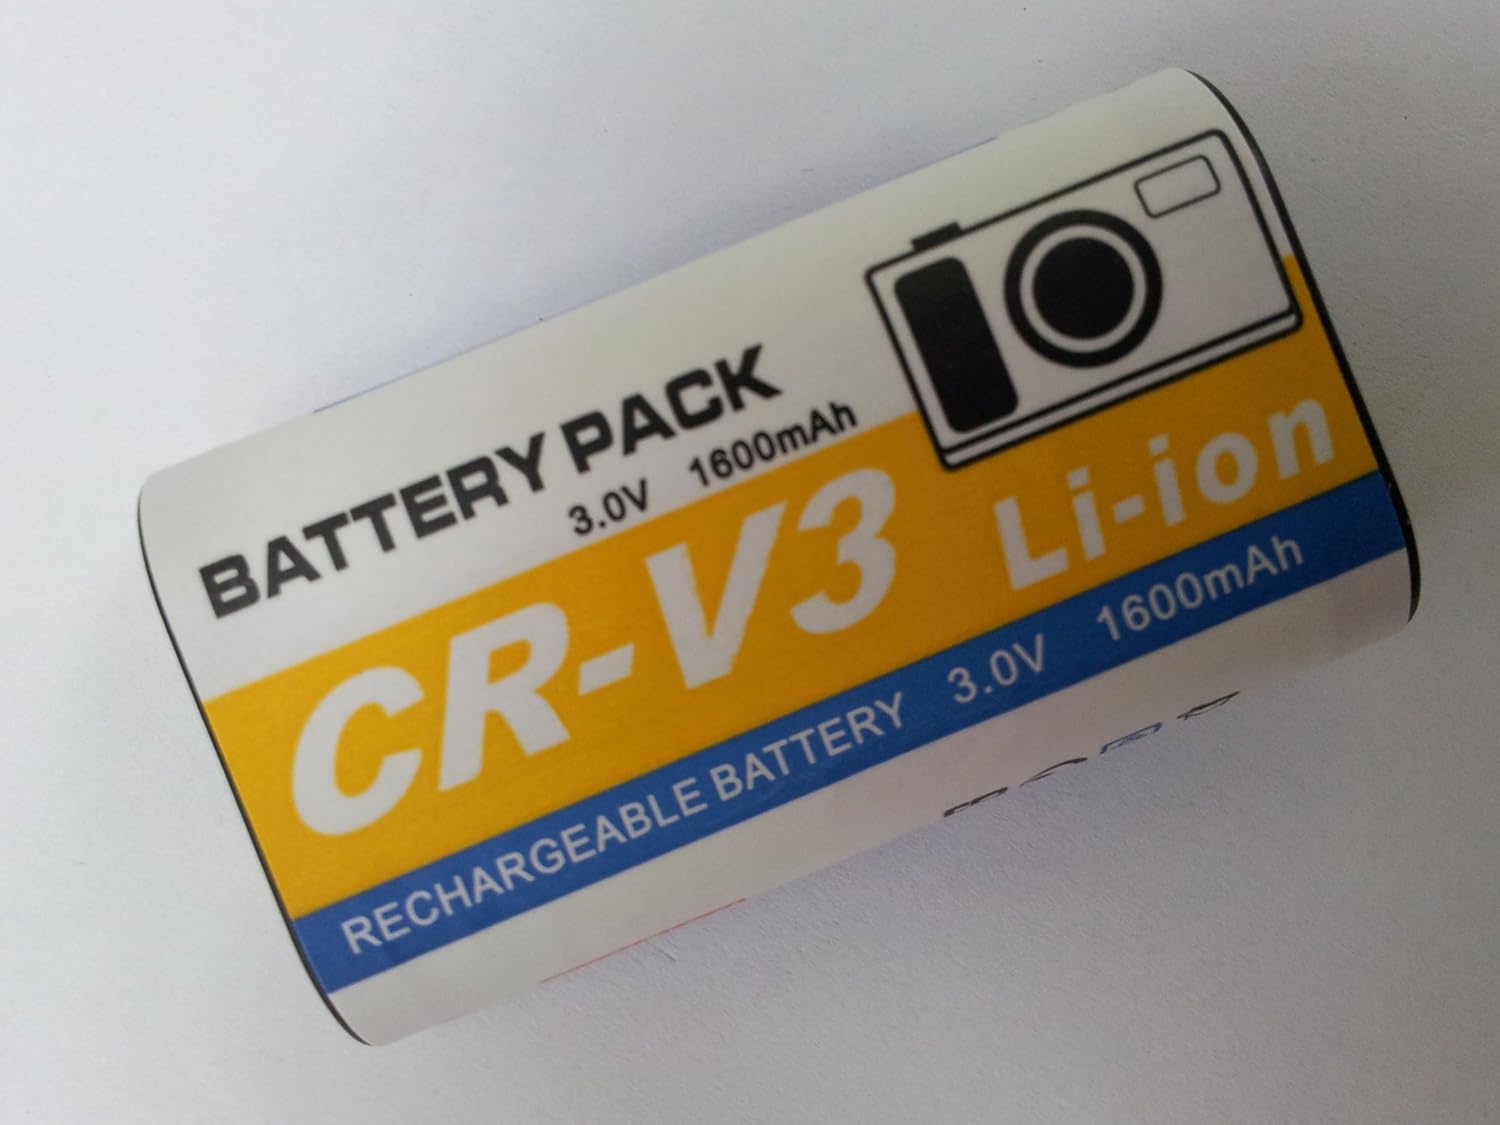 BATTERY PACK
3.0V 1600mAh
CR-V3 Li-ion
RECHARGEABLE BATTERY 3.0V 1600mAh